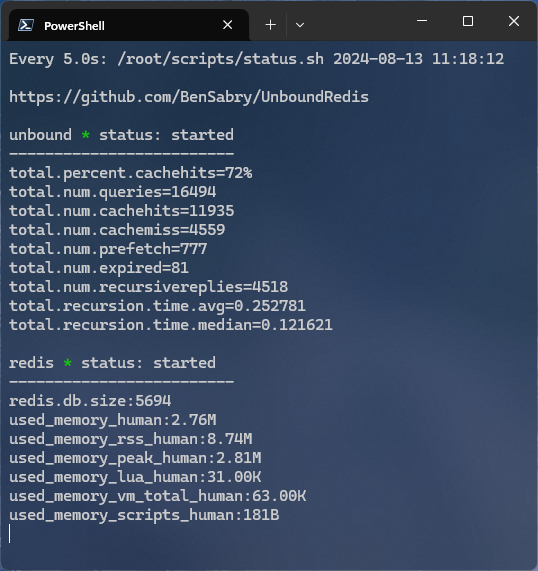 PowerShell
Every 5.0s: /root/scripts/status.sh 2024-08-13 11:18:12
https://github.com/BenSabry/UnboundRedis
unbound * status: started
-------------------------
total.percent.cachehits=72%
total.num.queries=16494
total.num.cachehits=11935
total.num.cachemiss=4559
total.num.prefetch=777
total.num.expired=81
total.num.recursivereplies=4518
total.recursion.time.avg=0.252781
total.recursion.time.median=0.121621
redis * status: started
-------------------------
redis.db.size:5694
used_memory_human:2.76M
used_memory_rss_human:8.74M
used_memory_peak_human:2.81M
used_memory_lua_human:31.00K
used_memory_vm_total_human:63.00K
used_memory_scripts_human:181B